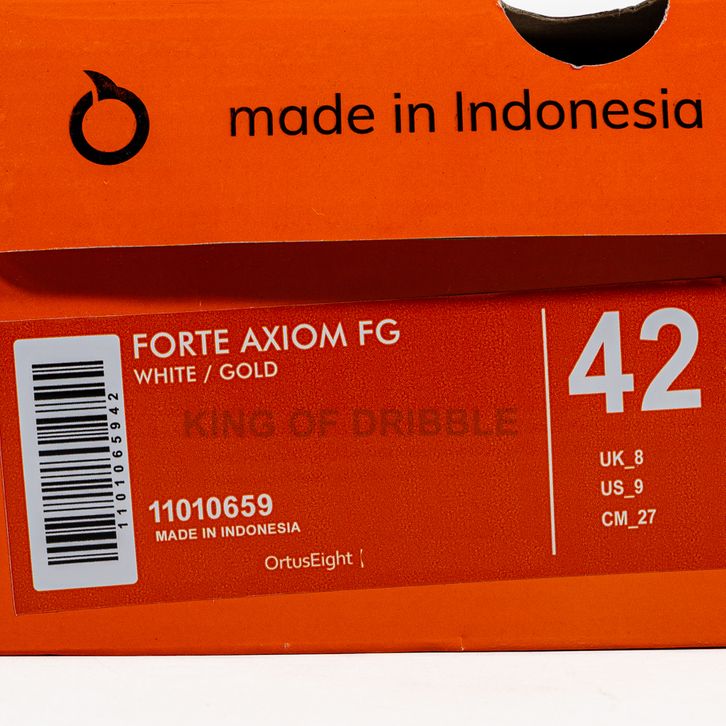 made in Indonesia
FORTE AXIOM FG
WHITE / GOLD
KING OF DRIBBLE
11010659
MADE IN INDONESIA
OrtusEight
1101065942
42
UK_8
US_9
CM_27